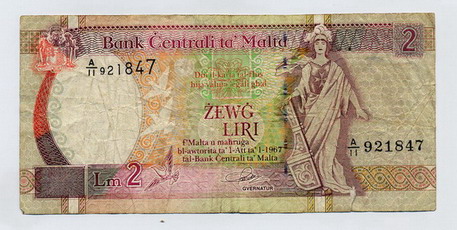 Bank Ċentrali ta' Malta
2
A/11 921847
ŻEWĠ
LIRI
f'Malta u maħruġa
bl-awtorità ta' l-Att ta' l-1967
tal-Bank Ċentrali ta' Malta
A/11 921847
Lm 2
GVERNATUR